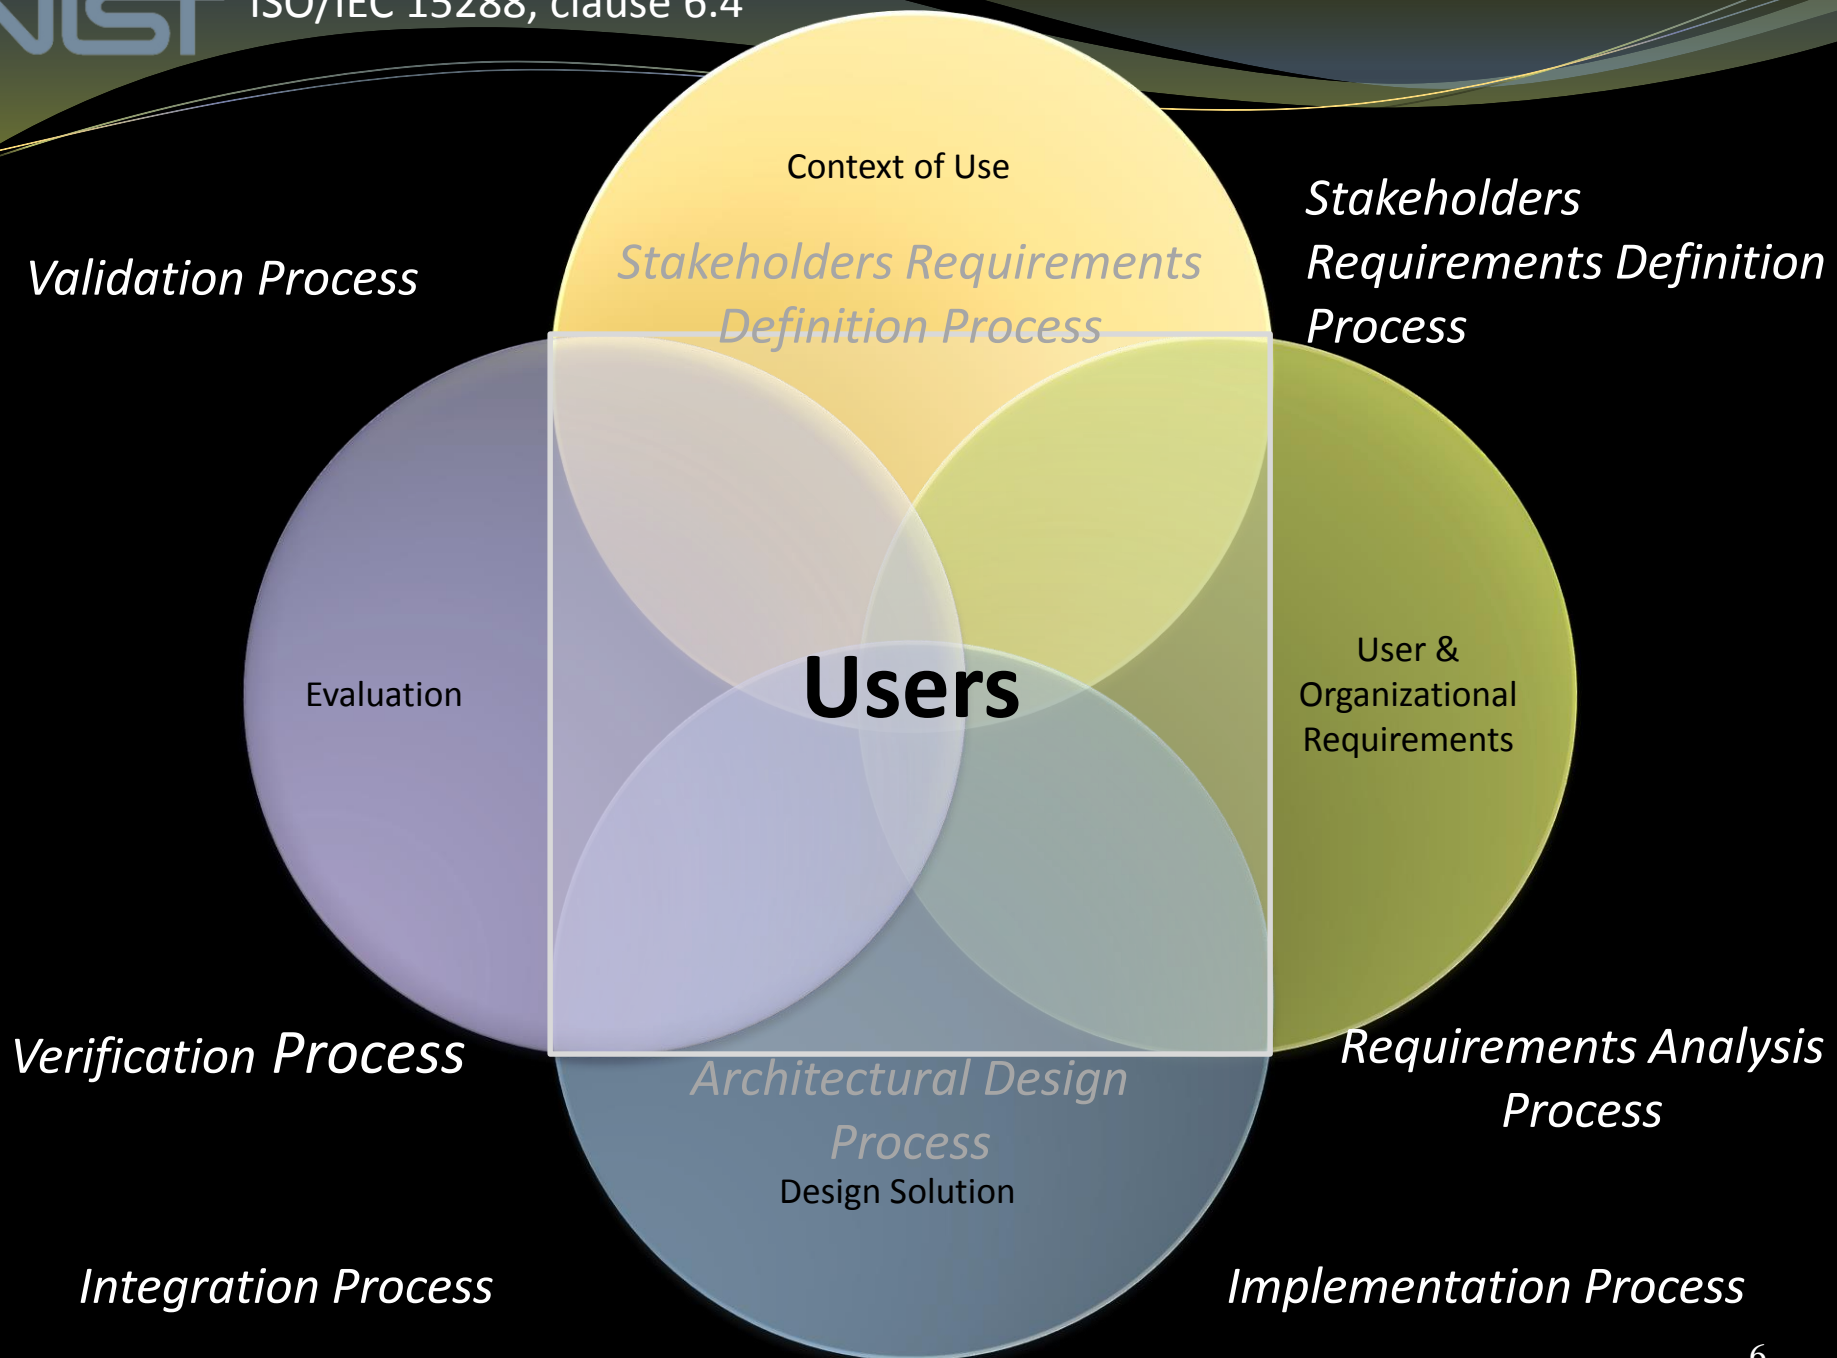 NIST
ISO/IEC 15288, clause 6.4
Context of Use
Stakeholders Requirements
Definition Process
Stakeholders
Requirements Definition
Process
Validation Process
Evaluation
Users
User &
Organizational
Requirements
Verification Process
Requirements Analysis
Process
Architectural Design
Process
Design Solution
Integration Process
Implementation Process
6